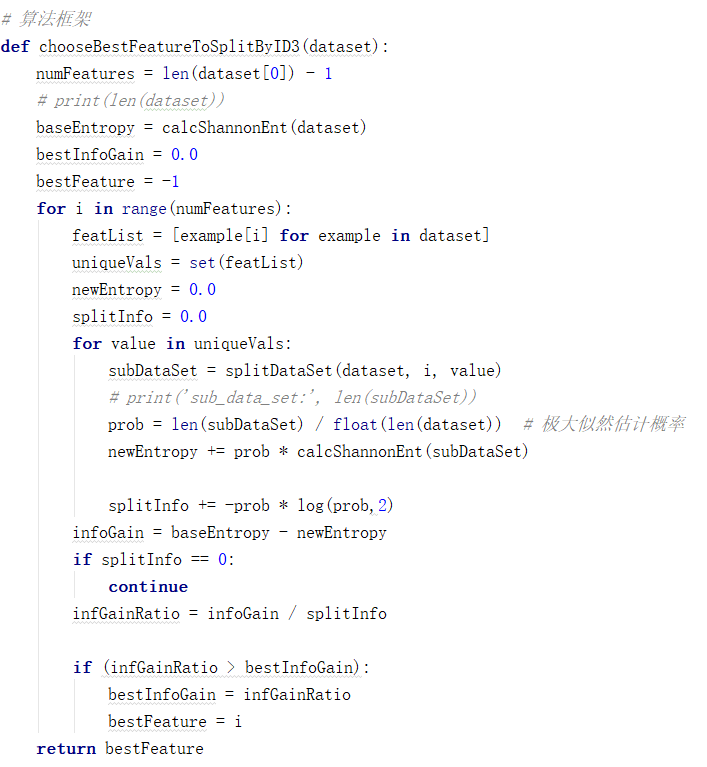 # 算法框架
def chooseBestFeatureToSplitByID3(dataset):
    numFeatures = len(dataset[0]) - 1
    # print(len(dataset))
    baseEntropy = calcShannonEnt(dataset)
    bestInfoGain = 0.0
    bestFeature = -1
    for i in range(numFeatures):
        featList = [example[i] for example in dataset]
        uniqueVals = set(featList)
        newEntropy = 0.0
        splitInfo = 0.0
        for value in uniqueVals:
            subDataSet = splitDataSet(dataset, i, value)
            # print('sub_data_set:', len(subDataSet))
            prob = len(subDataSet) / float(len(dataset))  # 极大似然估计概率
            newEntropy += prob * calcShannonEnt(subDataSet)

            splitInfo += -prob * log(prob,2)
        infoGain = baseEntropy - newEntropy
        if splitInfo == 0:
            continue
        infGainRatio = infoGain / splitInfo

        if (infGainRatio > bestInfoGain):
            bestInfoGain = infGainRatio
            bestFeature = i
    return bestFeature